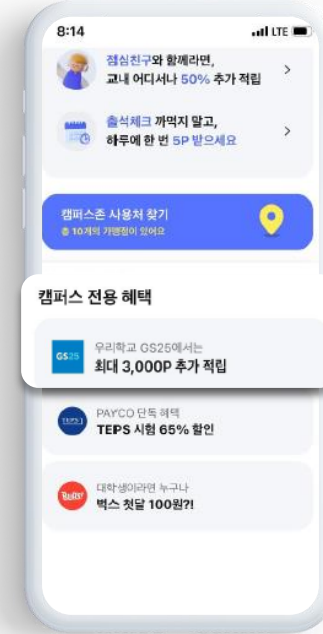 8:14
LTE
점심친구와 함께라면,
교내 어디서나 50% 추가 적립
출석체크 까먹지 말고,
하루에 한 번 5P 받으세요
캠퍼스존 사용처 찾기
총 10개의 가맹점이 있어요
캠퍼스 전용 혜택
GS25
우리학교 GS25에서는
최대 3,000P 추가 적립
TEPS
PAYCO 단독 혜택
TEPS 시험 65% 할인
Bugs!
대학생이라면 누구나
벅스 첫달 100원?!